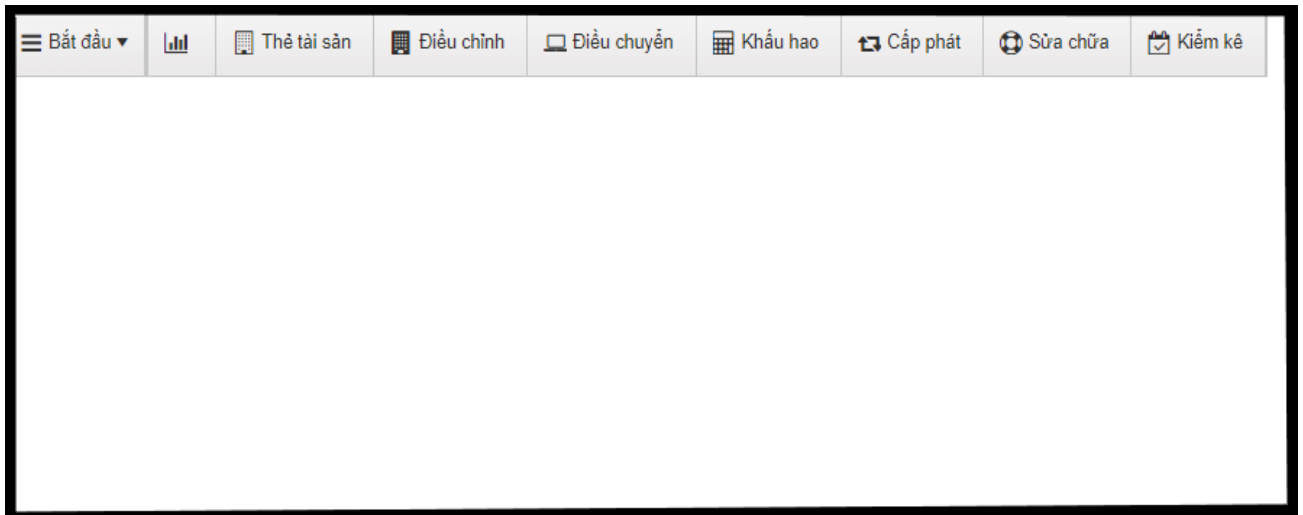 Bắt đầu Thẻ tài sản Điều chỉnh Điều chuyển Khấu hao Cấp phát Sửa chữa Kiểm kê